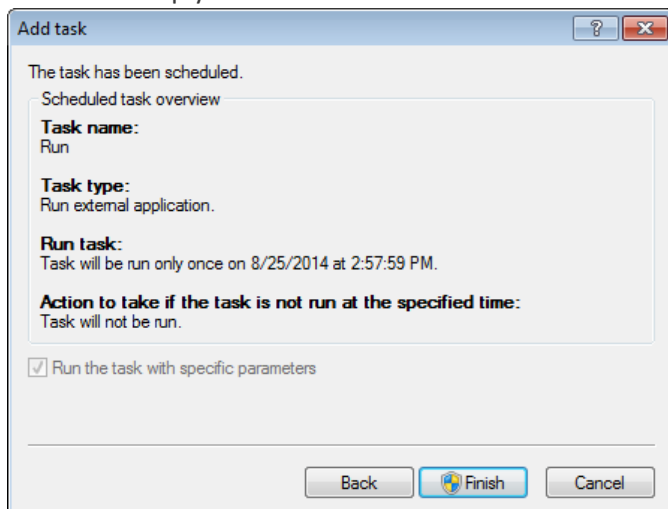 Add task
The task has been scheduled.
Scheduled task overview
Task name:
Run
Task type:
Run external application.
Run task:
Task will be run only once on 8/25/2014 at 2:57:59 PM.
Action to take if the task is not run at the specified time:
Task will not be run.
Run the task with specific parameters
Back Finish Cancel